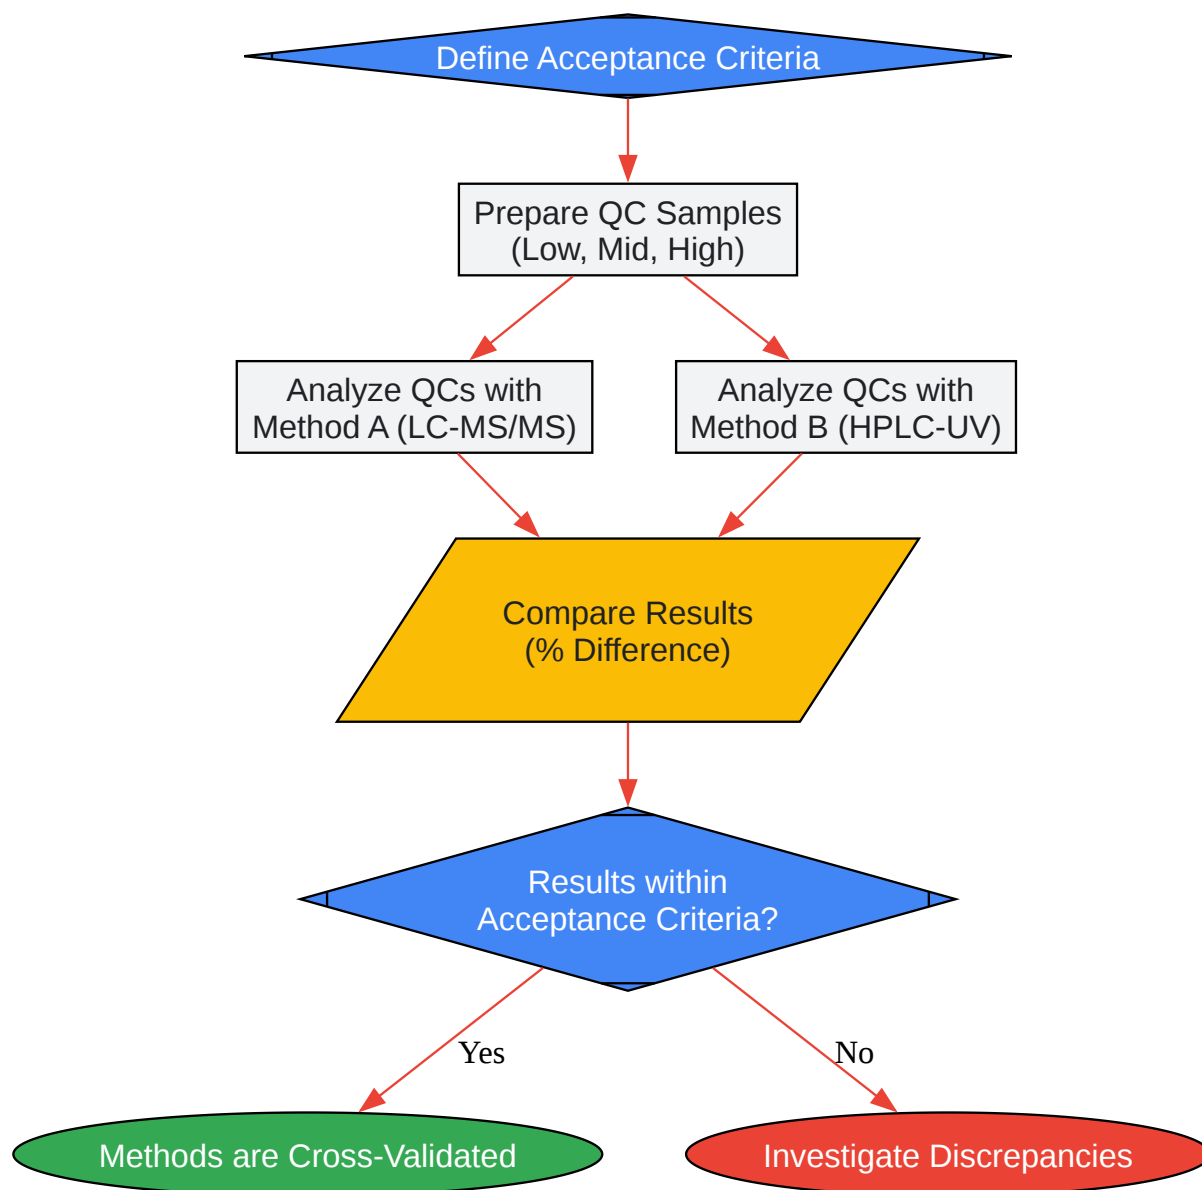 Define Acceptance Criteria
Prepare QC Samples
(Low, Mid, High)
Analyze QCs with
Method A (LC-MS/MS)
Analyze QCs with
Method B (HPLC-UV)
Compare Results
(% Difference)
Results within
Acceptance Criteria?
Yes
No
Methods are Cross-Validated
Investigate Discrepancies